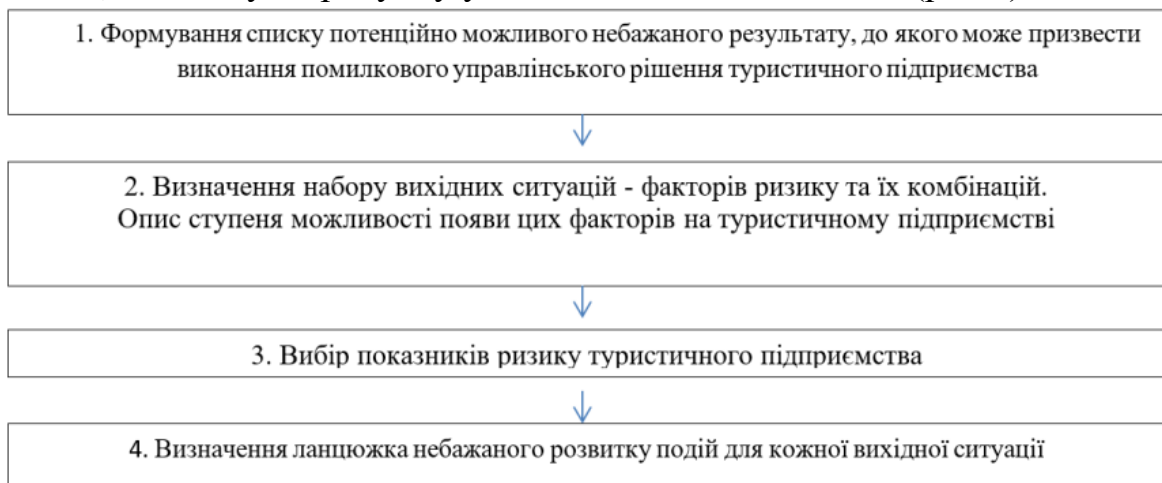 1. Формування списку потенційно можливого небажаного результату, до якого може призвести
виконання помилкового управлінського рішення туристичного підприємства
2. Визначення набору вихідних ситуацій - факторів ризику та їх комбінацій.
Опис ступеня можливості появи цих факторів на туристичному підприємстві
3. Вибір показників ризику туристичного підприємства
4. Визначення ланцюжка небажаного розвитку подій для кожної вихідної ситуації